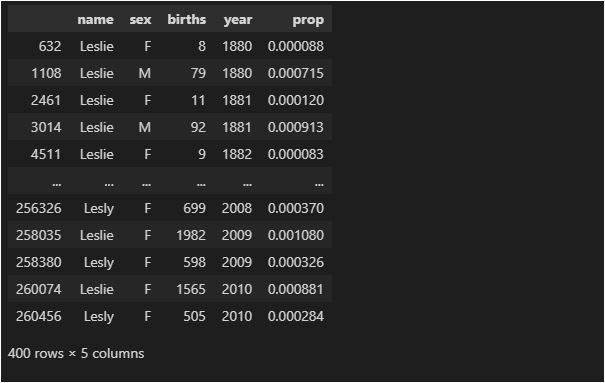 name sex births year prop
632 Leslie F 8 1880 0.000088
1108 Leslie M 79 1880 0.000715
2461 Leslie F 11 1881 0.000120
3014 Leslie M 92 1881 0.000913
4511 Leslie F 9 1882 0.000083
... ... ... ... ... ...
256326 Lesly F 699 2008 0.000370
258035 Leslie F 1982 2009 0.001080
258380 Lesly F 598 2009 0.000326
260074 Leslie F 1565 2010 0.000881
260456 Lesly F 505 2010 0.000284
400 rows × 5 columns